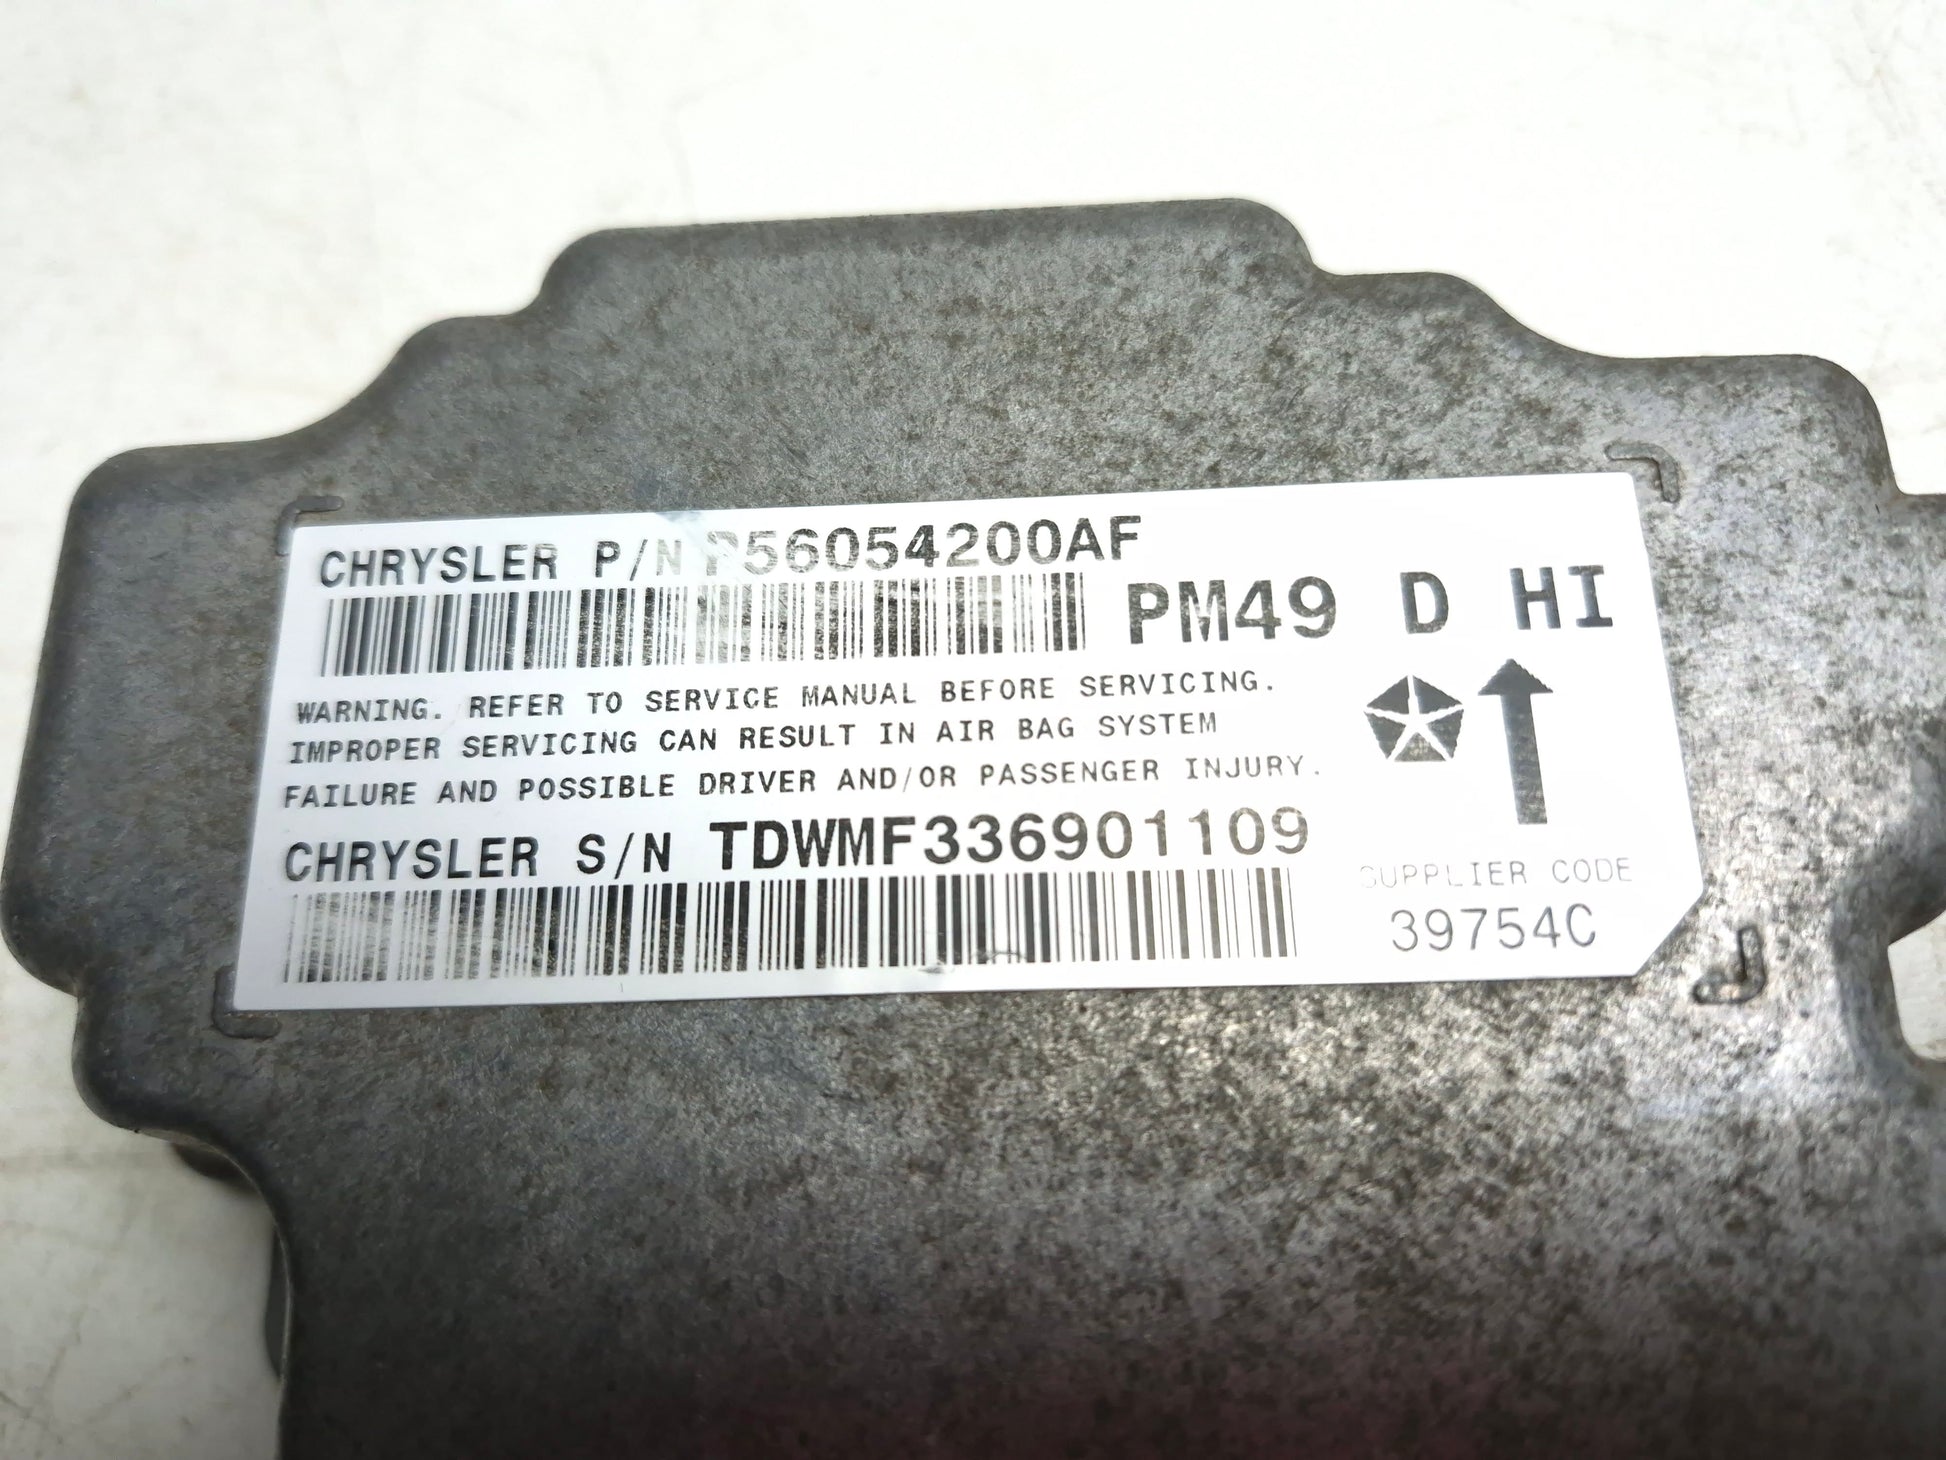 CHRYSLER P/N P56054200AF
PM49 D HI
WARNING. REFER TO SERVICE MANUAL BEFORE SERVICING.
IMPROPER SERVICING CAN RESULT IN AIR BAG SYSTEM
FAILURE AND POSSIBLE DRIVER AND/OR PASSENGER INJURY.
CHRYSLER S/N TDWMF336901109
SUPPLIER CODE
39754C